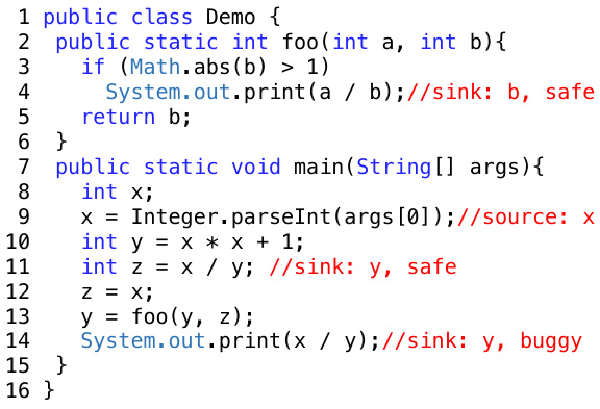 1 public class Demo {
2 public static int foo(int a, int b){
3 if (Math.abs(b) > 1)
4 System.out.print(a / b);//sink: b, safe
5 return b;
6 }
7 public static void main(String[] args){
8 int x;
9 x = Integer.parseInt(args[0]);//source: x
10 int y = x * x + 1;
11 int z = x / y; //sink: y, safe
12 z = x;
13 y = foo(y, z);
14 System.out.print(x / y);//sink: y, buggy
15 }
16 }